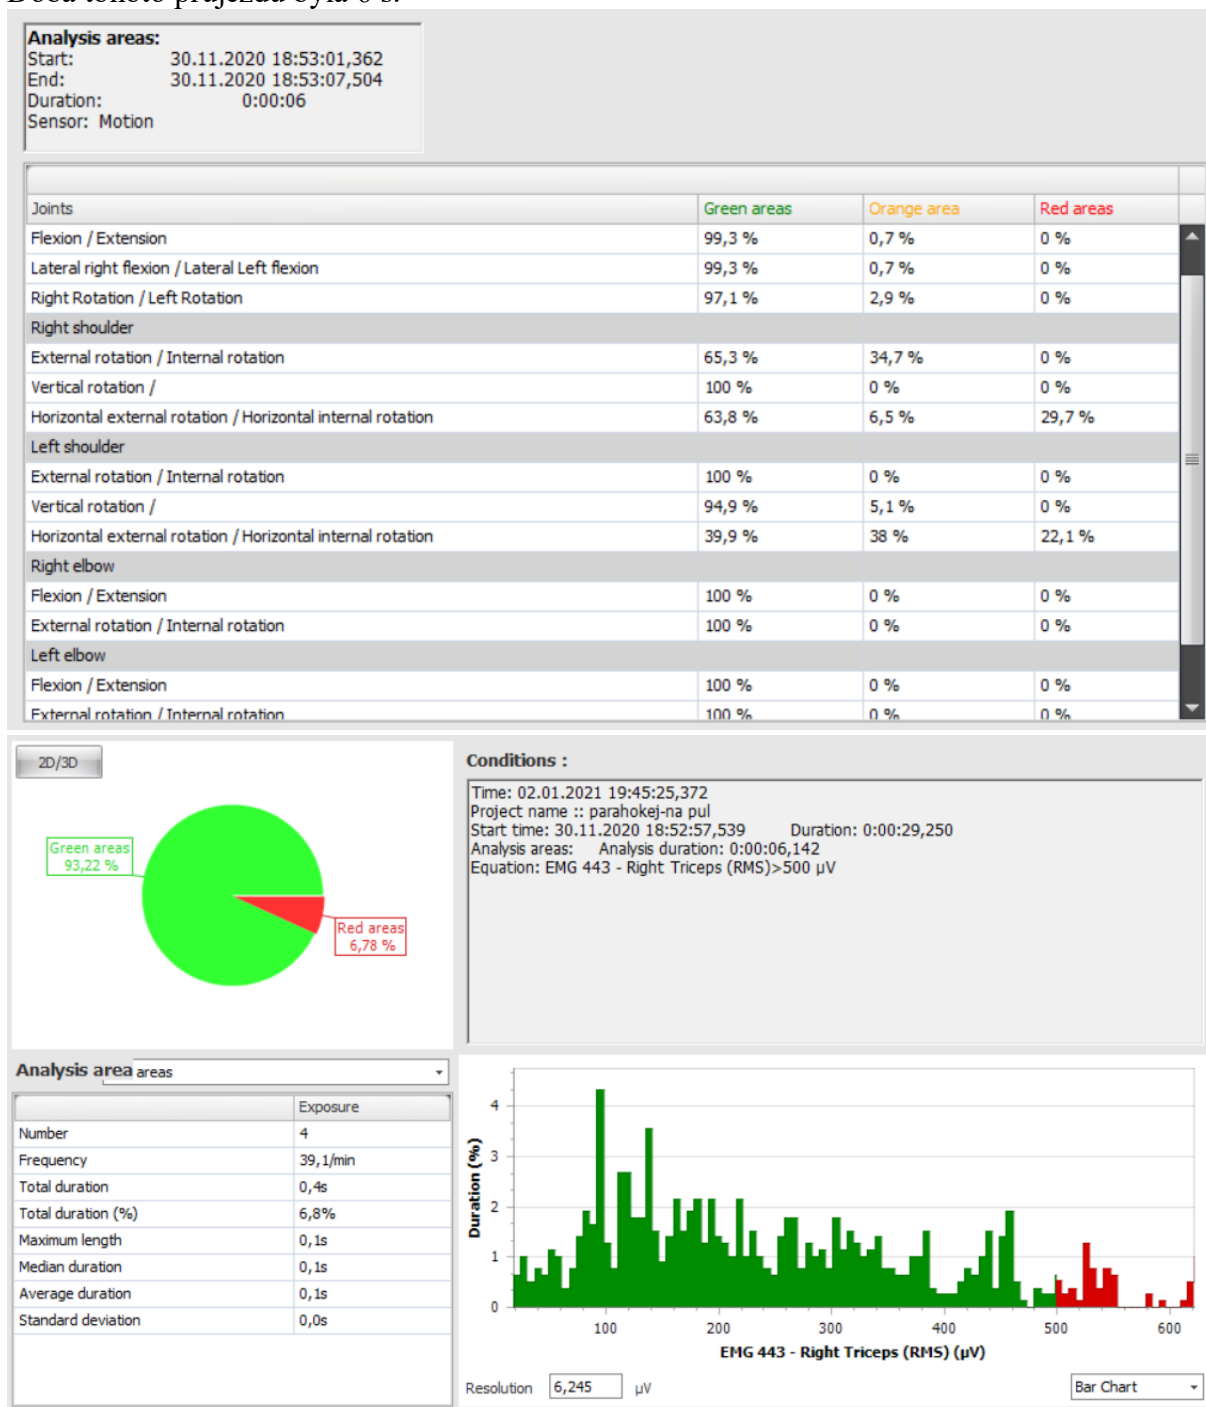 Doba tohoto průjezdu byla 6 s.
Analysis areas:
Start: 30.11.2020 18:53:01,362
End: 30.11.2020 18:53:07,504
Duration: 0:00:06
Sensor: Motion
Joints Green areas Orange area Red areas
Flexion / Extension 99,3 % 0,7 % 0 %
Lateral right flexion / Lateral Left flexion 99,3 % 0,7 % 0 %
Right Rotation / Left Rotation 97,1 % 2,9 % 0 %
Right shoulder
External rotation / Internal rotation 65,3 % 34,7 % 0 %
Vertical rotation / 100 % 0 % 0 %
Horizontal external rotation / Horizontal internal rotation 63,8 % 6,5 % 29,7 %
Left shoulder
External rotation / Internal rotation 100 % 0 % 0 %
Vertical rotation / 94,9 % 5,1 % 0 %
Horizontal external rotation / Horizontal internal rotation 39,9 % 38 % 22,1 %
Right elbow
Flexion / Extension 100 % 0 % 0 %
External rotation / Internal rotation 100 % 0 % 0 %
Left elbow
Flexion / Extension 100 % 0 % 0 %
External rotation / Internal rotation 100 % 0 % 0 %
2D/3D
Green areas
93,22 %
Red areas
6,78 %
Conditions :
Time: 02.01.2021 19:45:25,372
Project name :: parahokej-na pul
Start time: 30.11.2020 18:52:57,539 Duration: 0:00:29,250
Analysis areas: Analysis duration: 0:00:06,142
Equation: EMG 443 - Right Triceps (RMS)>500 µV
Analysis area areas
Exposure
Number 4
Frequency 39,1/min
Total duration 0,4s
Total duration (%) 6,8%
Maximum length 0,1s
Median duration 0,1s
Average duration 0,1s
Standard deviation 0,0s
Duration (%)
4
3
2
1
0
100 200 300 400 500 600
EMG 443 - Right Triceps (RMS) (µV)
Resolution 6,245 µV
Bar Chart